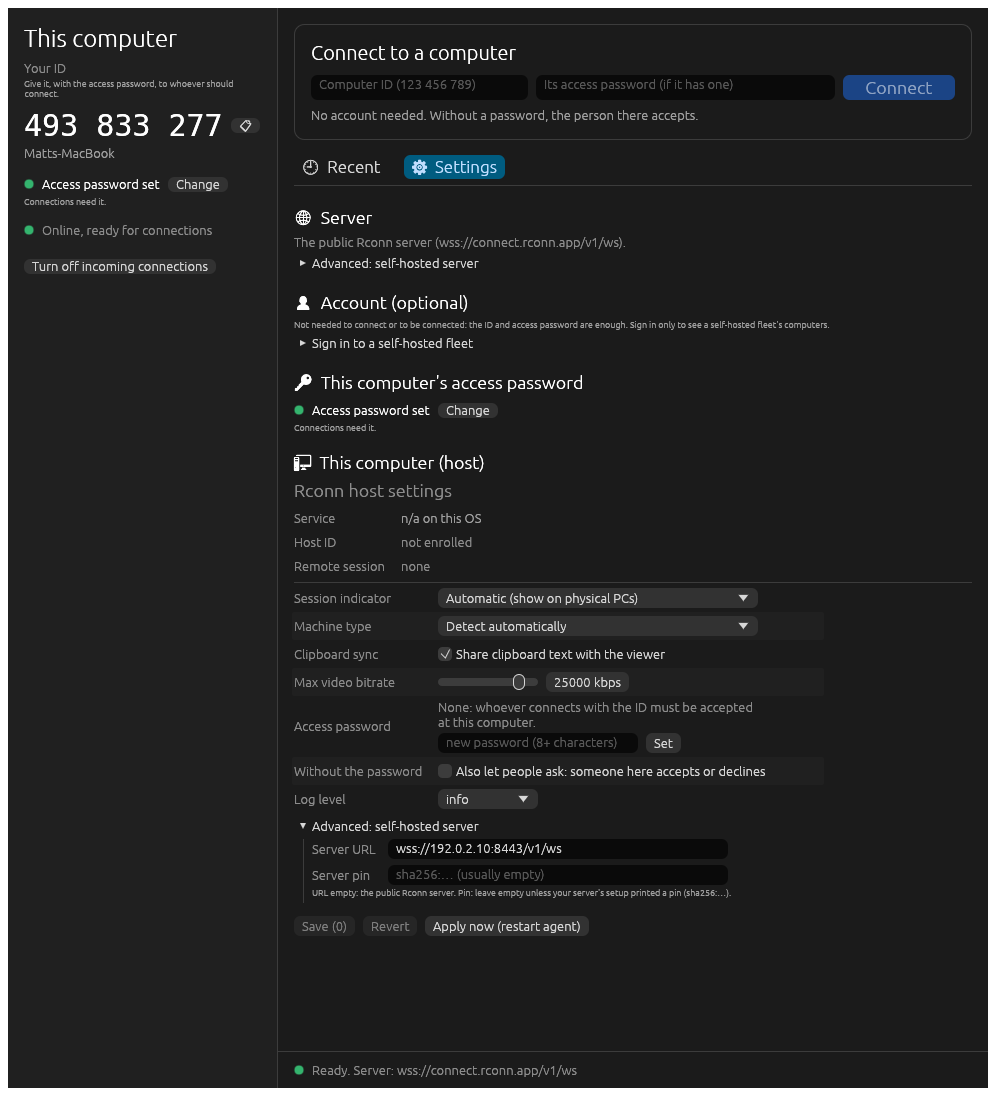 This computer
Your ID
Give it, with the access password, to whoever should
connect.
493 833 277
Matts-MacBook
Access password set Change
Connections need it.
Online, ready for connections
Turn off incoming connections
Connect to a computer
Computer ID (123 456 789) Its access password (if it has one) Connect
No account needed. Without a password, the person there accepts.
Recent Settings
Server
The public Rconn server (wss://connect.rconn.app/v1/ws).
Advanced: self-hosted server
Account (optional)
Not needed to connect or to be connected: the ID and access password are enough. Sign in only to see a self-hosted fleet's computers.
Sign in to a self-hosted fleet
This computer's access password
Access password set Change
Connections need it.
This computer (host)
Rconn host settings
Service n/a on this OS
Host ID not enrolled
Remote session none
Session indicator Automatic (show on physical PCs)
Machine type Detect automatically
Clipboard sync Share clipboard text with the viewer
Max video bitrate 25000 kbps
None: whoever connects with the ID must be accepted
at this computer.
Access password
new password (8+ characters) Set
Without the password Also let people ask: someone here accepts or declines
Log level info
Advanced: self-hosted server
Server URL wss://192.0.2.10:8443/v1/ws
Server pin sha256:... (usually empty)
URL empty: the public Rconn server. Pin: leave empty unless your server's setup printed a pin (sha256:...).
Save (0) Revert Apply now (restart agent)
Ready. Server: wss://connect.rconn.app/v1/ws